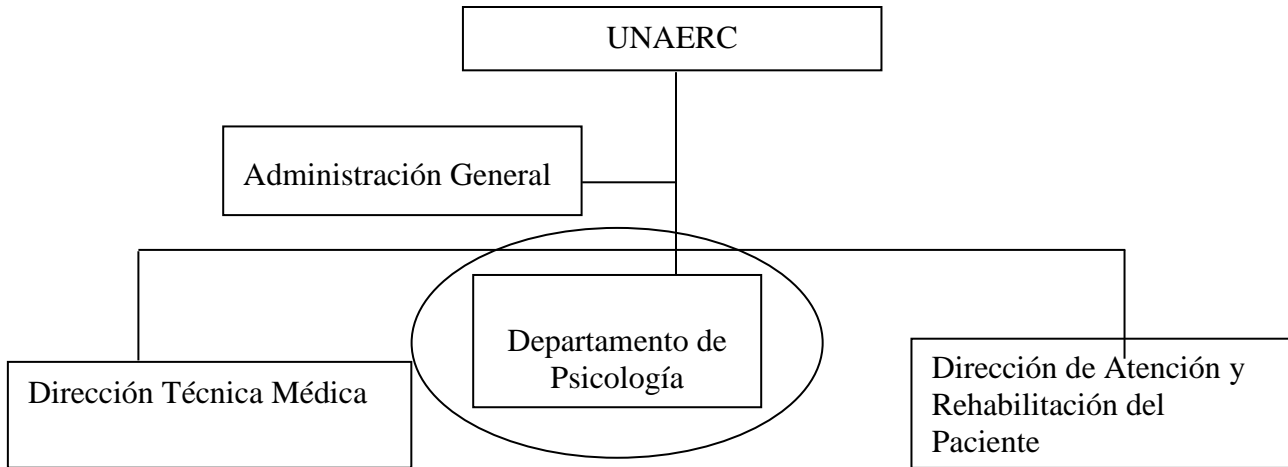 UNAERC
Administración General
Departamento de
Psicología
Dirección Técnica Médica
Dirección de Atención y
Rehabilitación del
Paciente